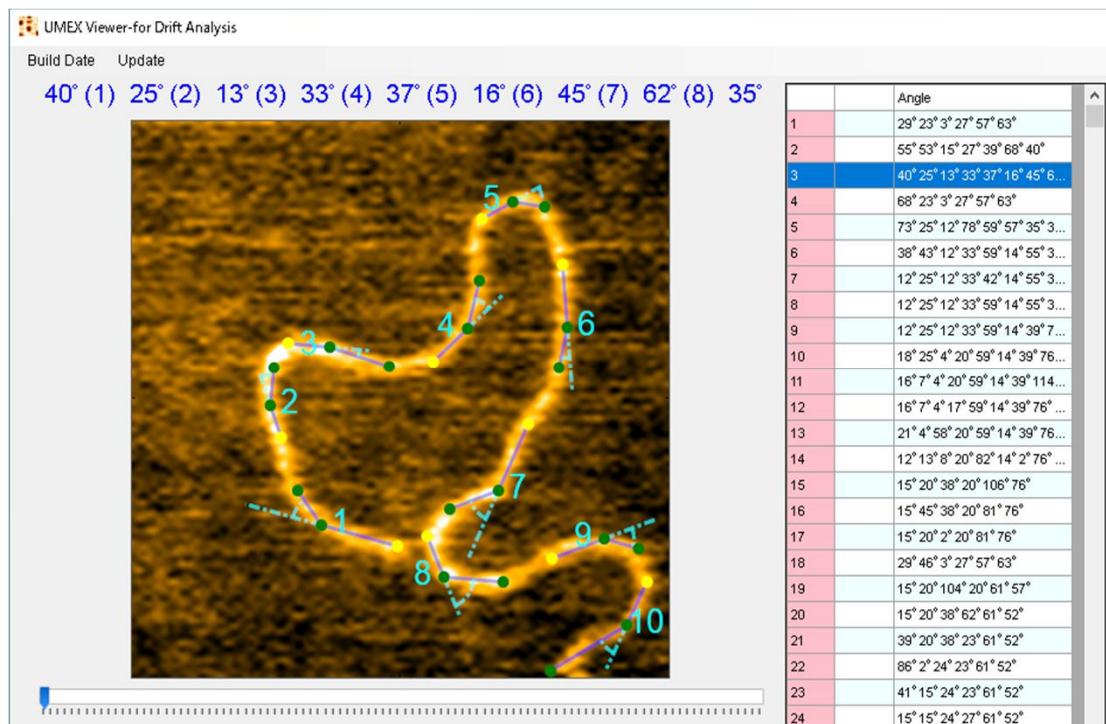 UMEX Viewer-for Drift Analysis
Build Date Update
40° (1) 25° (2) 13° (3) 33° (4) 37° (5) 16° (6) 45° (7) 62° (8) 35°
Angle
1 29° 23° 3° 27° 57° 63°
2 55° 53° 15° 27° 39° 68° 40°
3 40° 25° 13° 33° 37° 16° 45° 6...
4 68° 23° 3° 27° 57° 63°
5 73° 25° 12° 78° 59° 57° 35° 3...
6 38° 43° 12° 33° 59° 14° 55° 3...
7 12° 25° 12° 33° 42° 14° 55° 3...
8 12° 25° 12° 33° 59° 14° 55° 3...
9 12° 25° 12° 33° 59° 14° 39° 7...
10 18° 25° 4° 20° 59° 14° 39° 76...
11 16° 7° 4° 20° 59° 14° 39° 114...
12 16° 7° 4° 17° 59° 14° 39° 76° ...
13 21° 4° 58° 20° 59° 14° 39° 76...
14 12° 13° 8° 20° 82° 14° 2° 76° ...
15 15° 20° 38° 20° 106° 76°
16 15° 45° 38° 20° 81° 76°
17 15° 20° 2° 20° 81° 76°
18 29° 46° 3° 27° 57° 63°
19 15° 20° 104° 20° 61° 57°
20 15° 20° 38° 62° 61° 52°
21 39° 20° 38° 23° 61° 52°
22 86° 2° 24° 23° 61° 52°
23 41° 15° 24° 23° 61° 52°
24 15° 15° 24° 27° 61° 52°
5
6
4
3
2
7
1
9
8
10